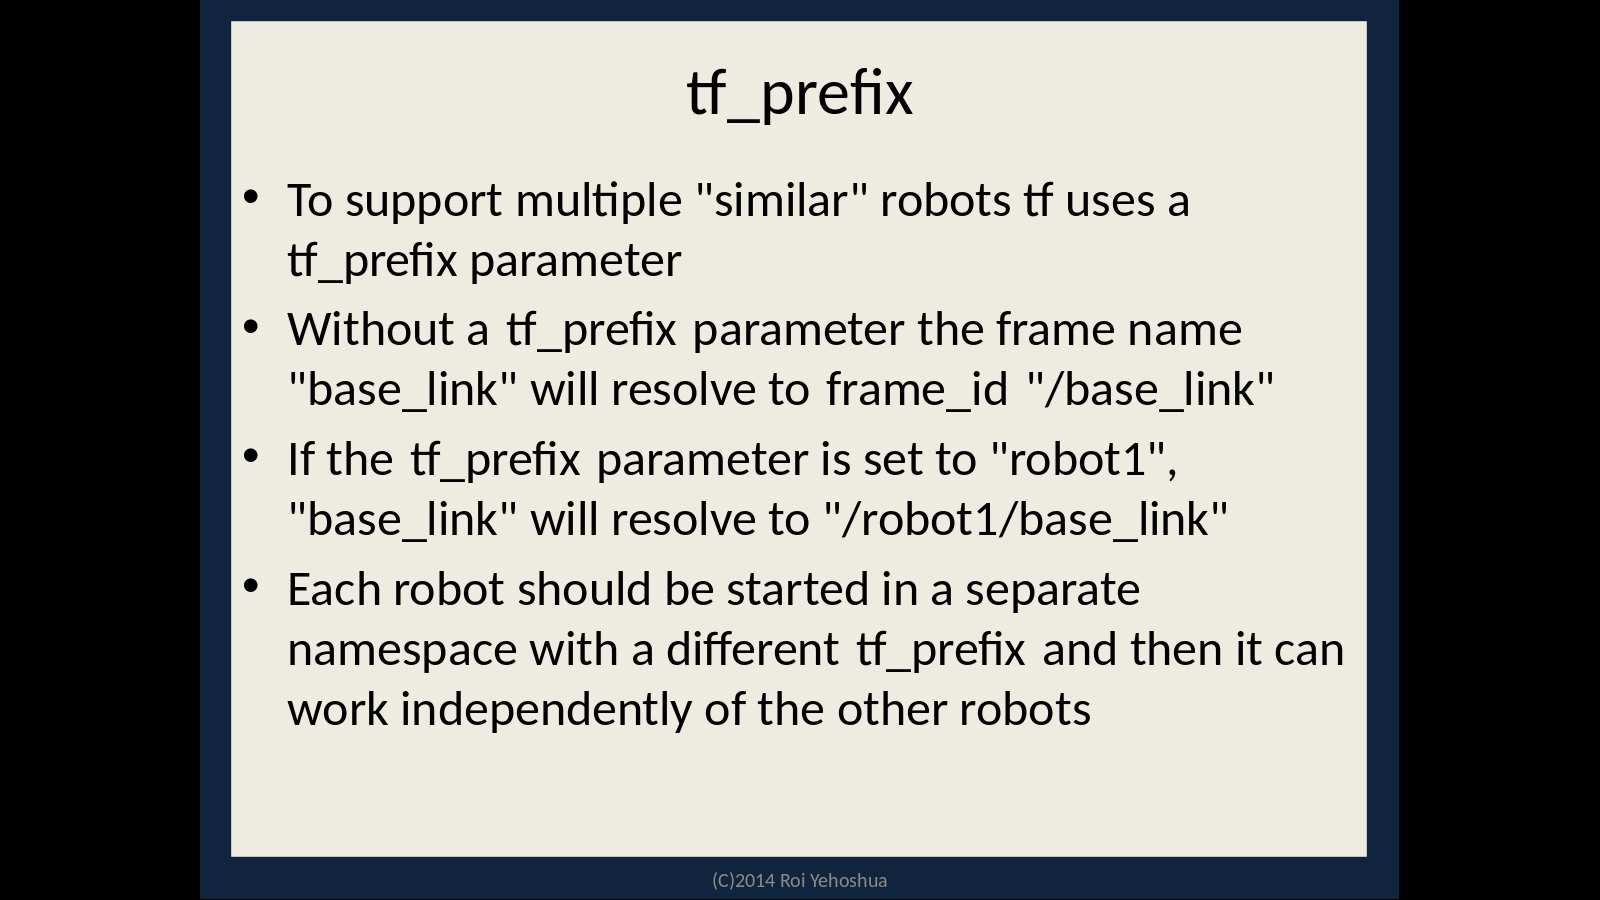 tf_prefix
• To support multiple "similar" robots tf uses a
tf_prefix parameter
• Without a tf_prefix parameter the frame name
"base_link" will resolve to frame_id "/base_link"
• If the tf_prefix parameter is set to "robot1",
"base_link" will resolve to "/robot1/base_link"
• Each robot should be started in a separate
namespace with a different tf_prefix and then it can
work independently of the other robots
(C)2014 Roi Yehoshua